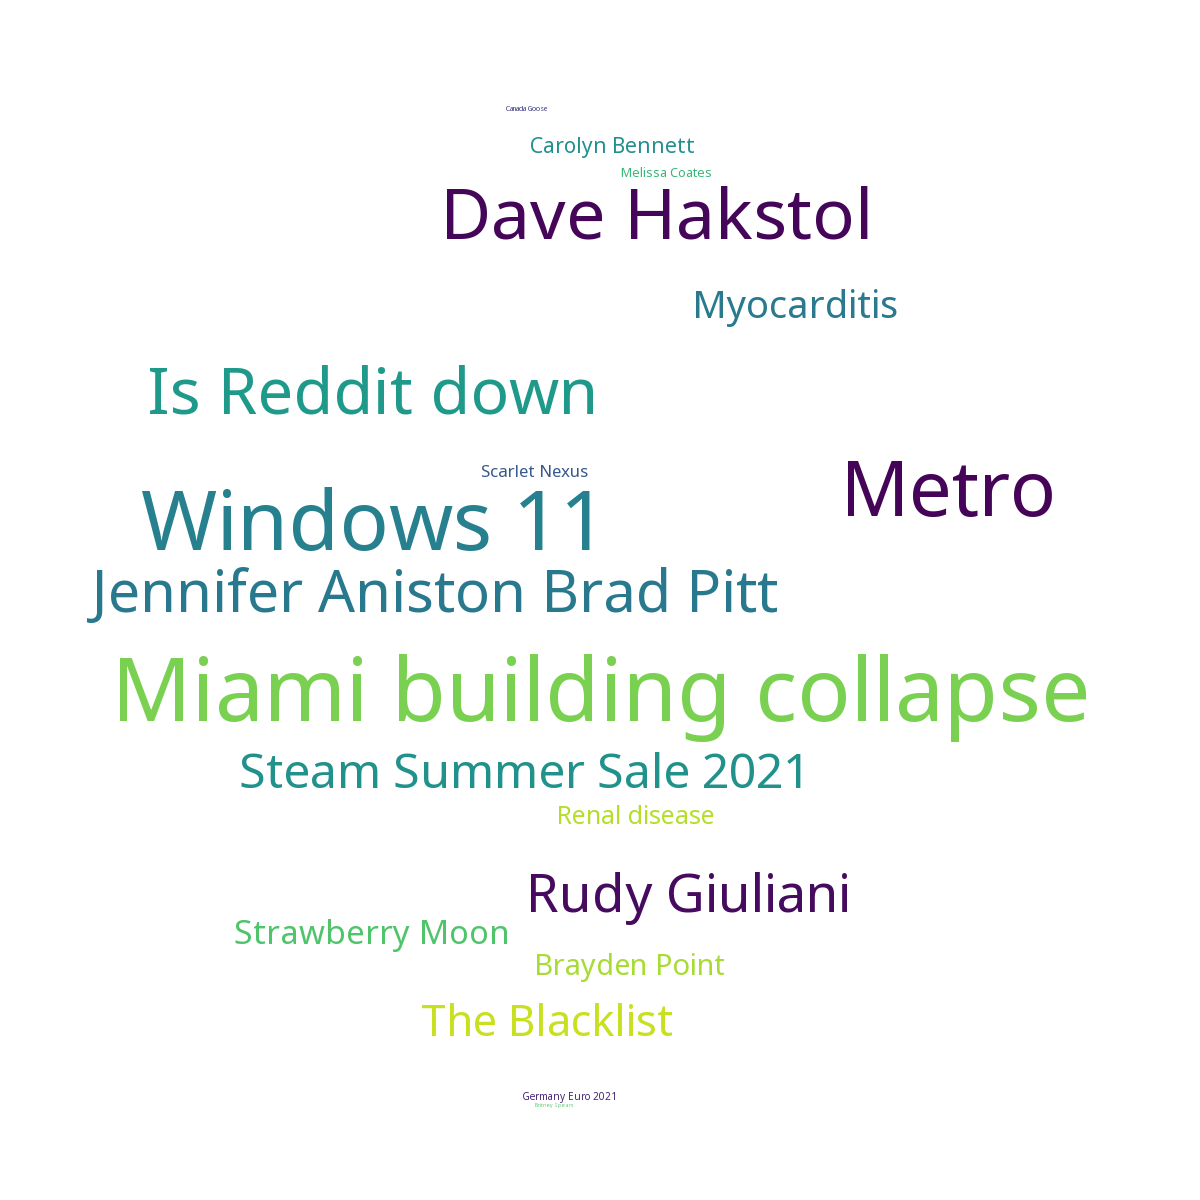 Canada Goose
Carolyn Bennett
Melissa Coates
Dave Hakstol
Myocarditis
Is Reddit down
Scarlet Nexus
Metro
Windows 11
Jennifer Aniston Brad Pitt
Miami building collapse
Steam Summer Sale 2021
Renal disease
Rudy Giuliani
Strawberry Moon
Brayden Point
The Blacklist
Germany Euro 2021
Britney Spears